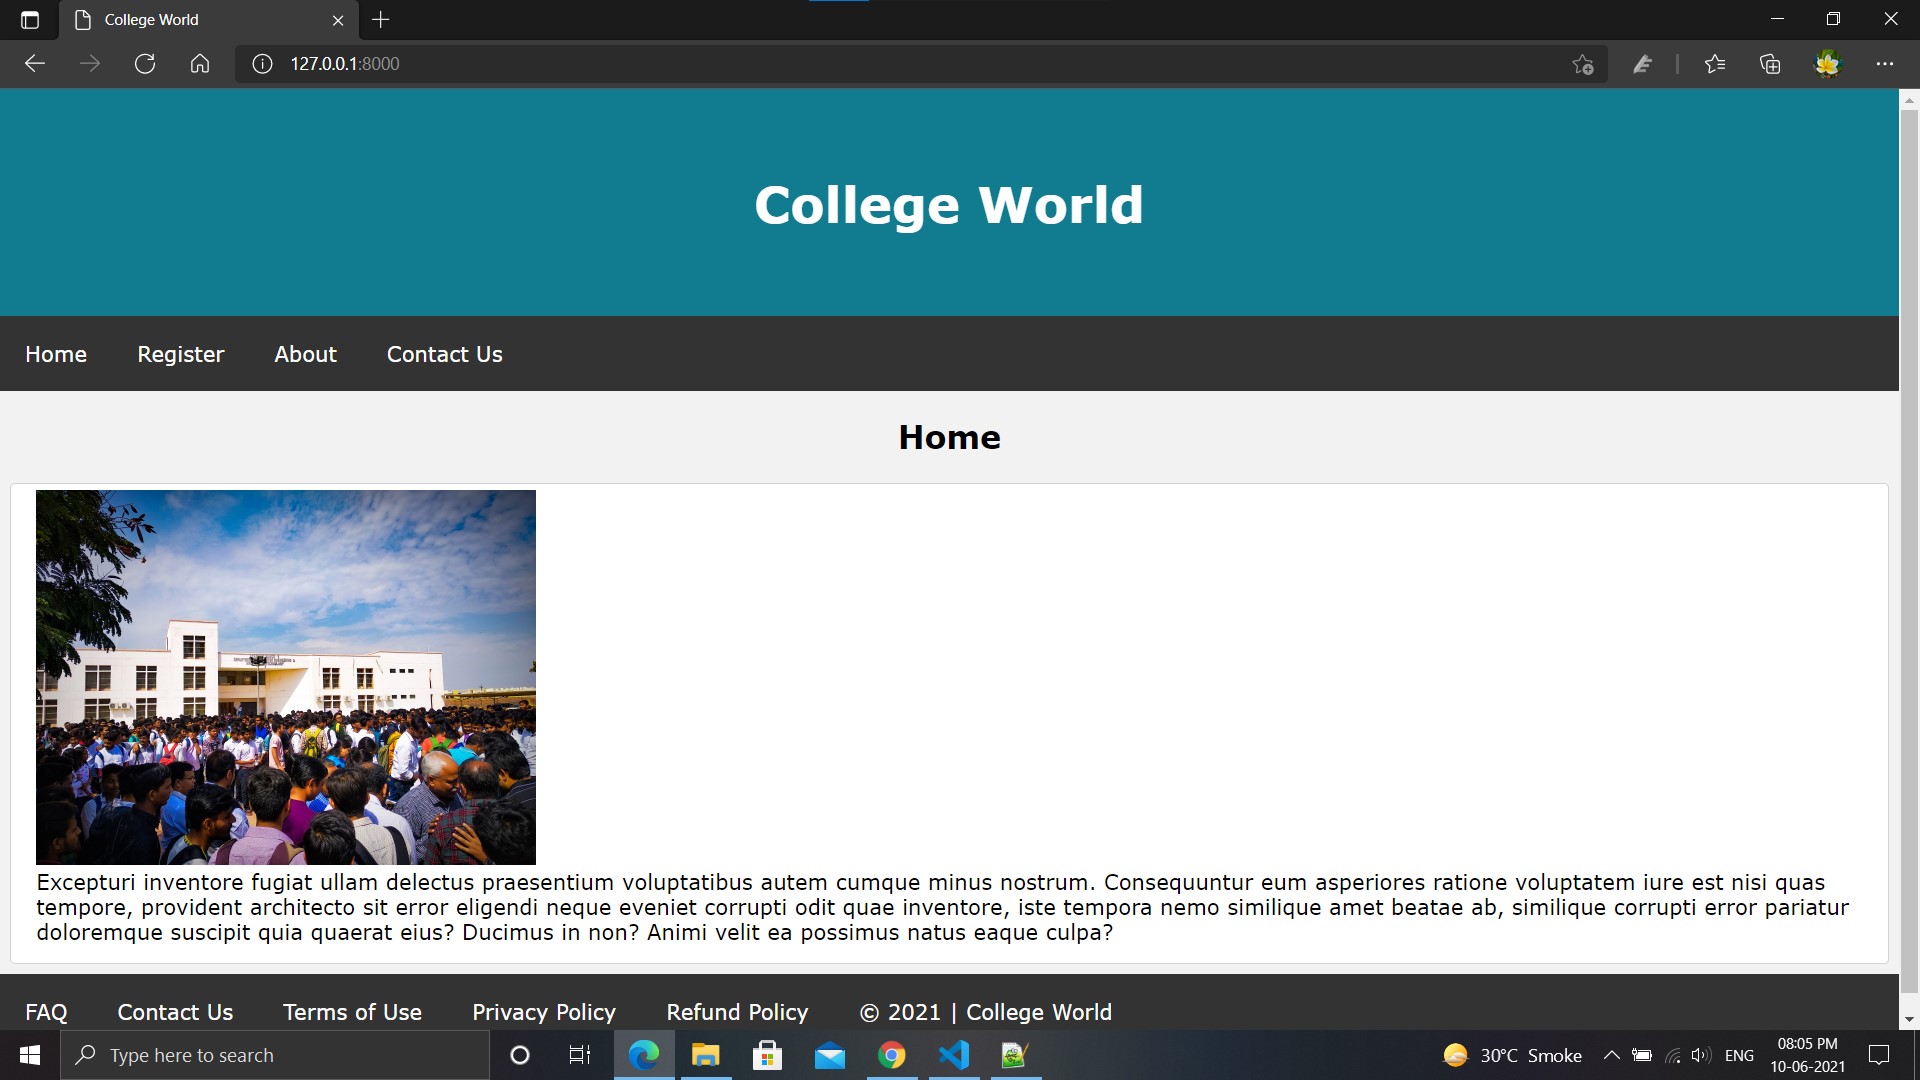 College World
127.0.0.1:8000
College World
Home Register About Contact Us
Home
Excepturi inventore fugiat ullam delectus praesentium voluptatibus autem cumque minus nostrum. Consequuntur eum asperiores ratione voluptatem iure est nisi quas
tempore, provident architecto sit error eligendi neque eveniet corrupti odit quae inventore, iste tempora nemo similique amet beatae ab, similique corrupti error pariatur
doloremque suscipit quia quaerat eius? Ducimus in non? Animi velit ea possimus natus eaque culpa?
FAQ Contact Us Terms of Use Privacy Policy Refund Policy © 2021 | College World
Type here to search
30°C Smoke
ENG
08:05 PM
10-06-2021